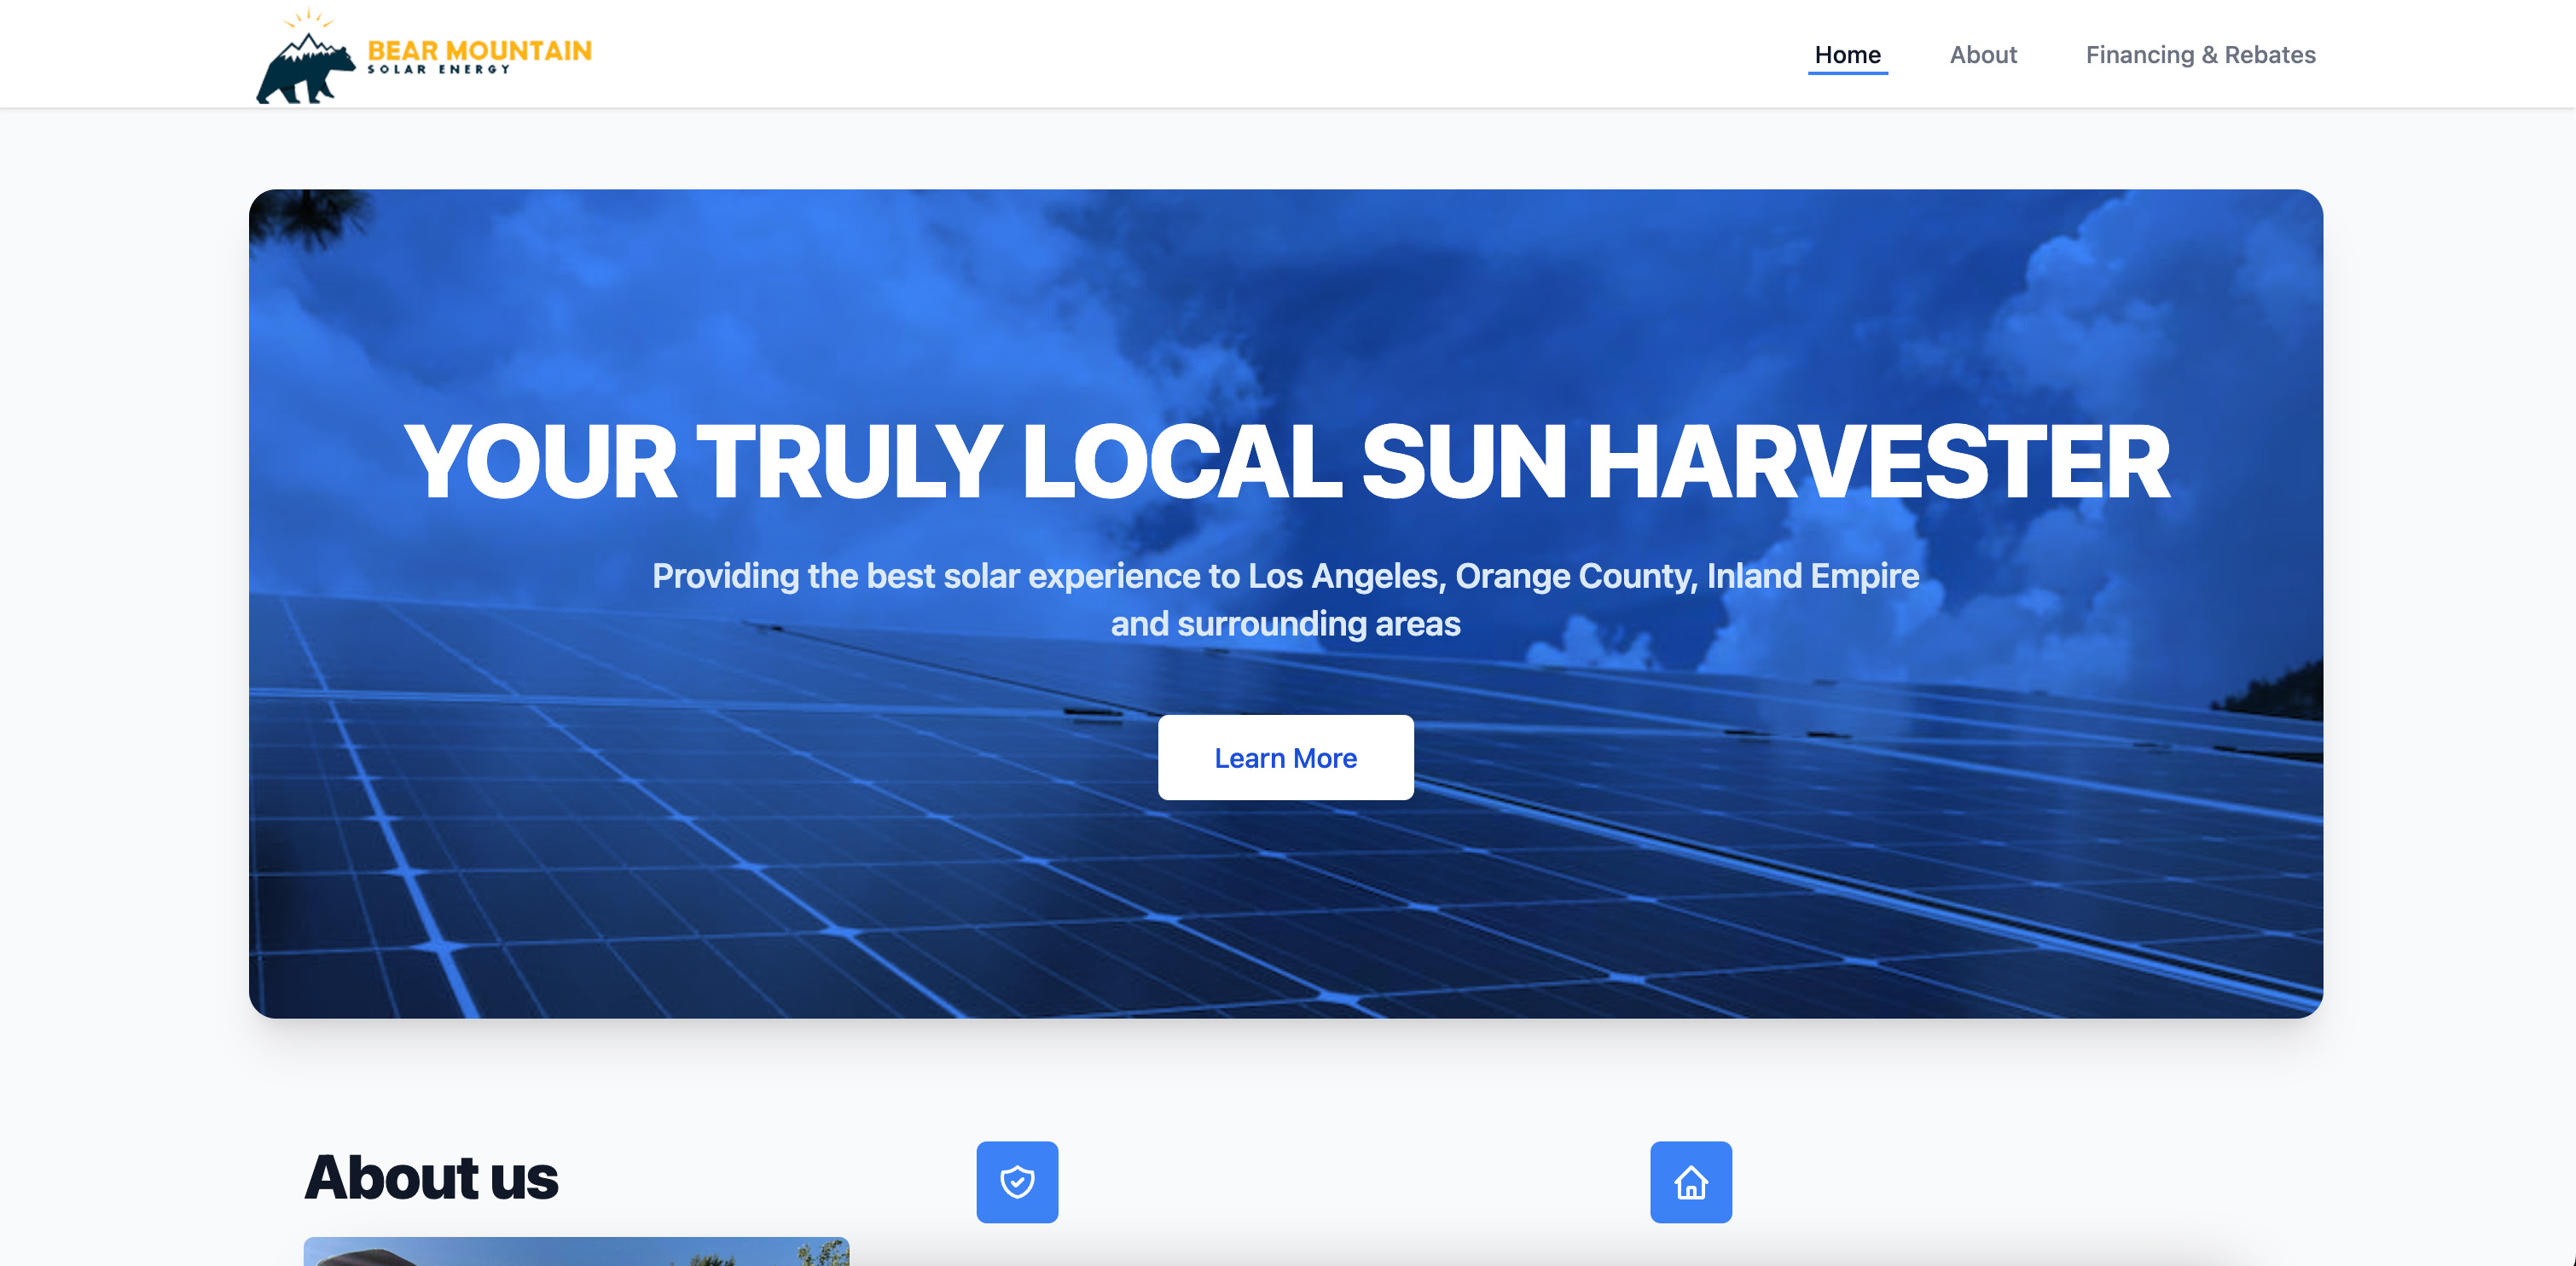 BEAR MOUNTAIN
SOLAR ENERGY
Home
About
Financing & Rebates
YOUR TRULY LOCAL SUN HARVESTER
Providing the best solar experience to Los Angeles, Orange County, Inland Empire
and surrounding areas
Learn More
About us